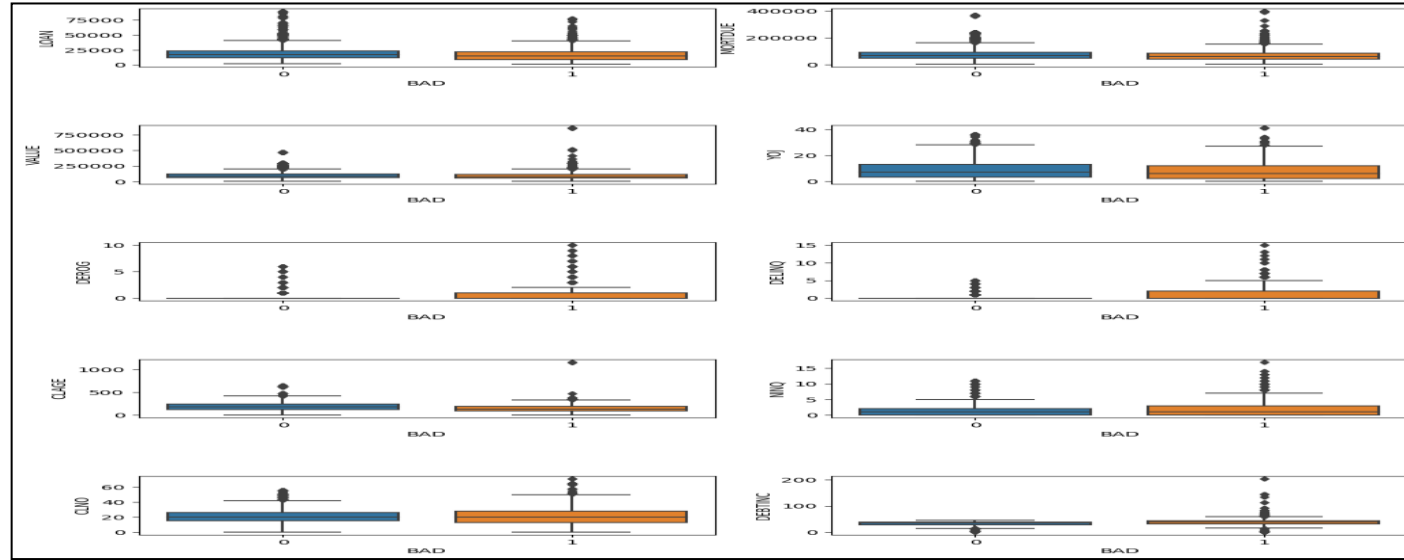 LOAN
75000
50000
25000
0
0
1
BAD
MORTDUE
400000
200000
0
0
1
BAD
VALUE
750000
500000
250000
0
0
1
BAD
YOJ
40
20
0
0
1
BAD
DEROG
10
5
0
0
1
BAD
DELINQ
15
10
5
0
0
1
BAD
CLAGE
1000
500
0
0
1
BAD
NINQ
15
10
5
0
0
1
BAD
CLNO
60
40
20
0
0
1
BAD
DEBTINC
200
100
0
0
1
BAD